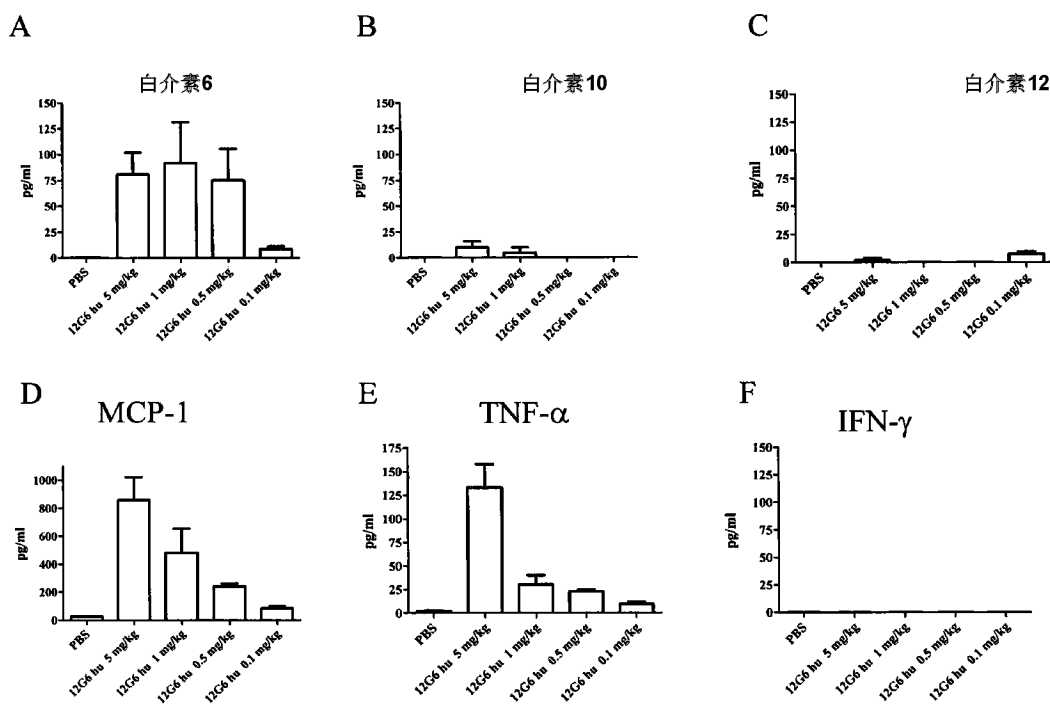 A
白介素6
150
125
100
75
50
25
0
pg/ml
PBS
12G6 hu 5 mg/kg
12G6 hu 1 mg/kg
12G6 hu 0.5 mg/kg
12G6 hu 0.1 mg/kg
B
白介素10
150
125
100
75
50
25
0
pg/ml
PBS
12G6 hu 5 mg/kg
12G6 hu 1 mg/kg
12G6 hu 0.5 mg/kg
12G6 hu 0.1 mg/kg
C
白介素12
150
125
100
75
50
25
0
pg/ml
PBS
12G6 5 mg/kg
12G6 1 mg/kg
12G6 0.5 mg/kg
12G6 0.1 mg/kg
D
MCP-1
1000
800
600
400
200
0
pg/ml
PBS
12G6 hu 5 mg/kg
12G6 hu 1 mg/kg
12G6 hu 0.5 mg/kg
12G6 hu 0.1 mg/kg
E
TNF-α
175
150
125
100
75
50
25
0
pg/ml
PBS
12G6 hu 5 mg/kg
12G6 hu 1 mg/kg
12G6 hu 0.5 mg/kg
12G6 hu 0.1 mg/kg
F
IFN-γ
150
125
100
75
50
25
0
pg/ml
PBS
12G6 hu 5 mg/kg
12G6 hu 1 mg/kg
12G6 hu 0.5 mg/kg
12G6 hu 0.1 mg/kg